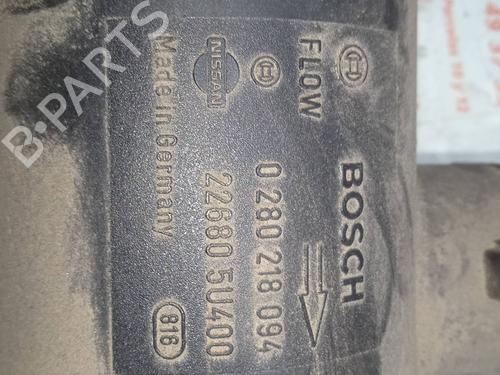 BOSCH
FLOW
0 280 218 094
NISSAN
22680 5U400
Made in Germany
816
B-PARTS